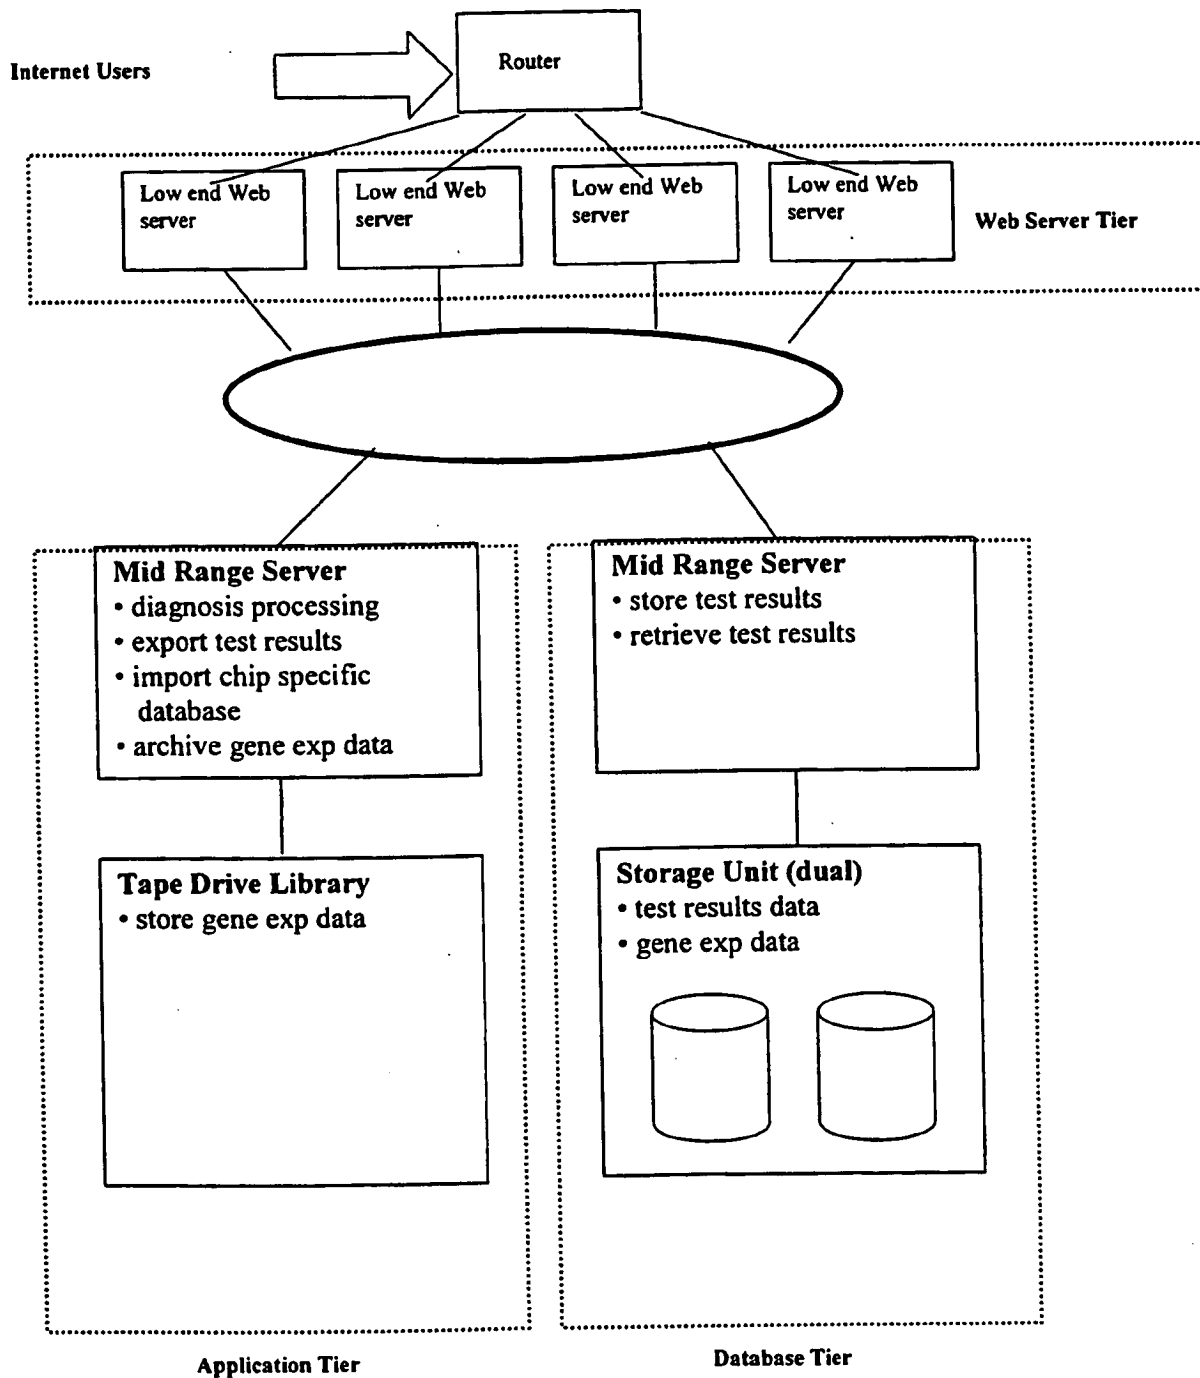 Internet Users
Router
Low end Web
server
Low end Web
server
Low end Web
server
Low end Web
server
Web Server Tier
Mid Range Server
• diagnosis processing
• export test results
• import chip specific
database
• archive gene exp data
Mid Range Server
• store test results
• retrieve test results
Tape Drive Library
• store gene exp data
Storage Unit (dual)
• test results data
• gene exp data
Application Tier
Database Tier